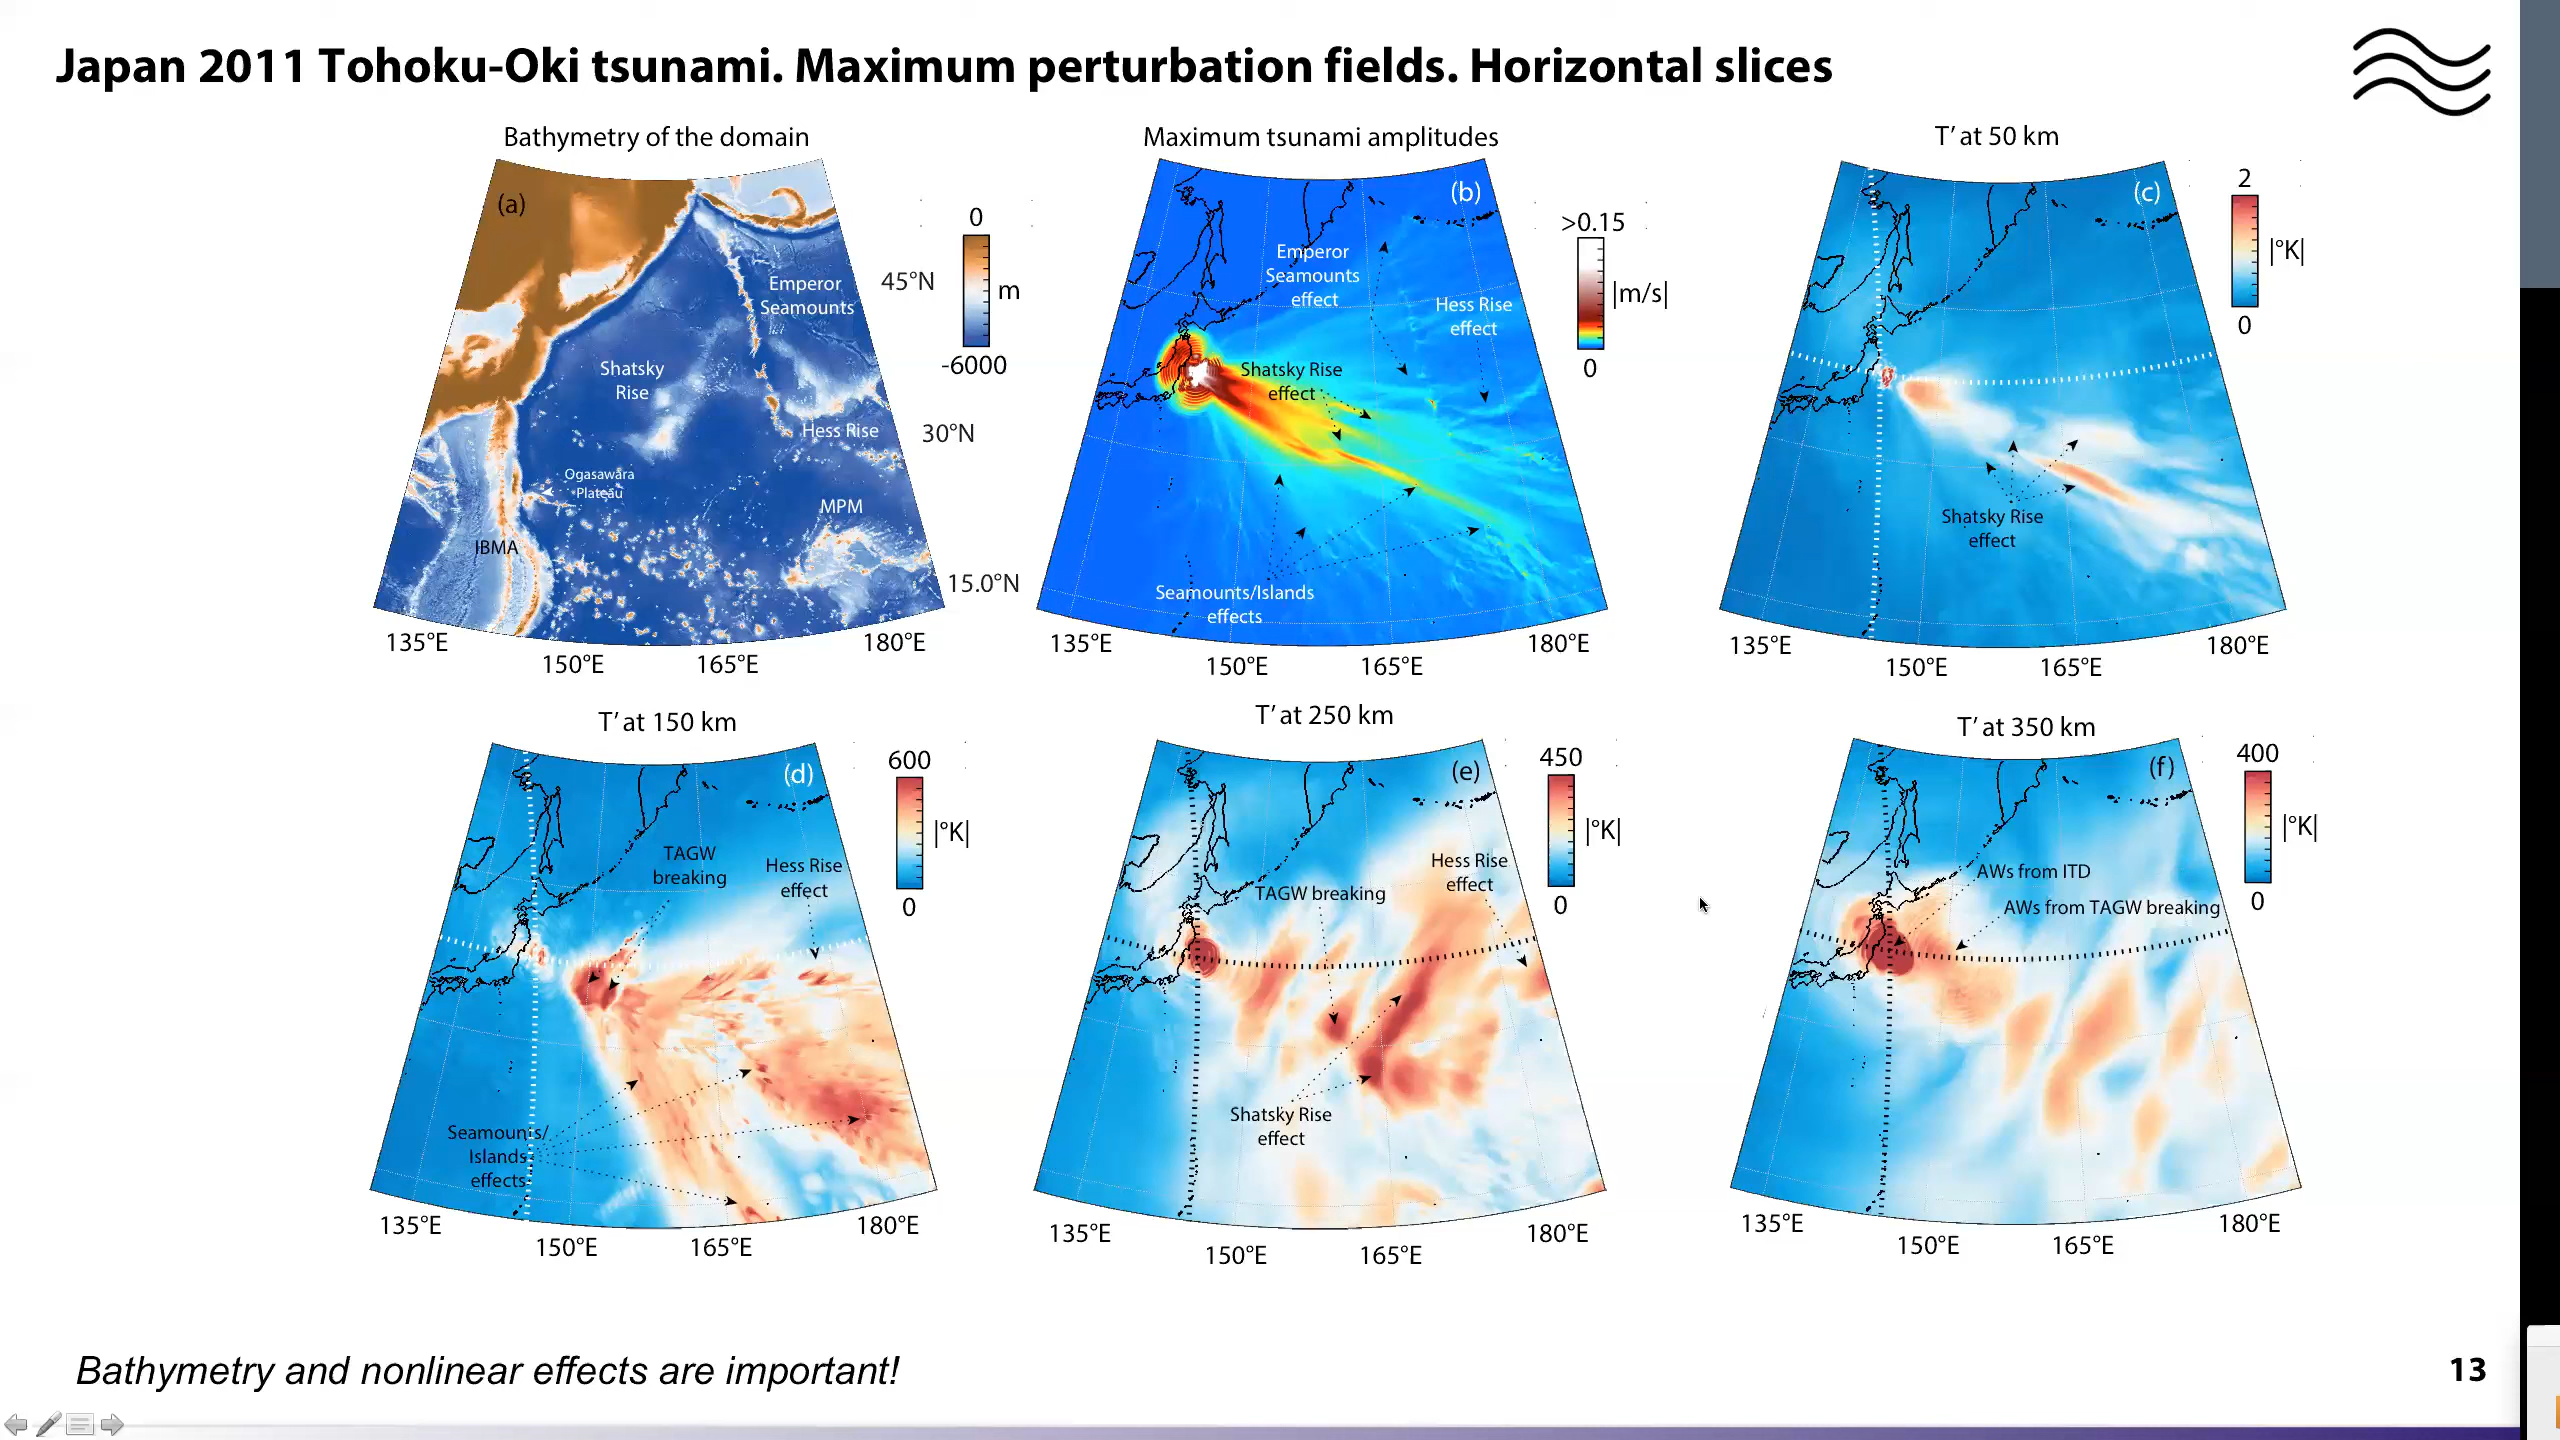 Japan 2011 Tohoku-Oki tsunami. Maximum perturbation fields. Horizontal slices
Bathymetry of the domain
(a)
Emperor
Seamounts
Shatsky
Rise
Hess Rise
Ogasawara
Plateau
MPM
IBMA
0
m
-6000
45°N
30°N
15.0°N
135°E
150°E
165°E
180°E
Maximum tsunami amplitudes
(b)
Emperor
Seamounts
effect
Hess Rise
effect
Shatsky Rise
effect
Seamounts/Islands
effects
>0.15
|m/s|
0
135°E
150°E
165°E
180°E
T’ at 50 km
(c)
Shatsky Rise
effect
2
|°K|
0
135°E
150°E
165°E
180°E
T’ at 150 km
(d)
TAGW
breaking
Hess Rise
effect
Seamounts/
Islands
effects
600
|°K|
0
135°E
150°E
165°E
180°E
T’ at 250 km
(e)
Hess Rise
effect
TAGW breaking
Shatsky Rise
effect
450
|°K|
0
135°E
150°E
165°E
180°E
T’ at 350 km
(f)
AWs from ITD
AWs from TAGW breaking
400
|°K|
0
135°E
150°E
165°E
180°E
Bathymetry and nonlinear effects are important!
13